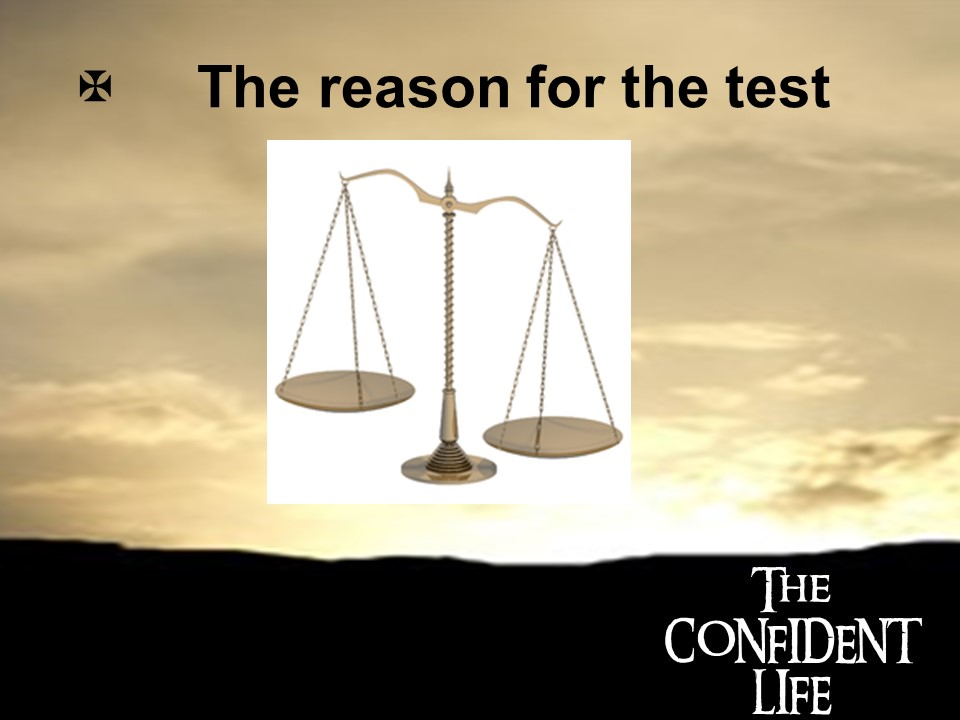 ✠ The reason for the test
THE
CONFIDENT
LIFE